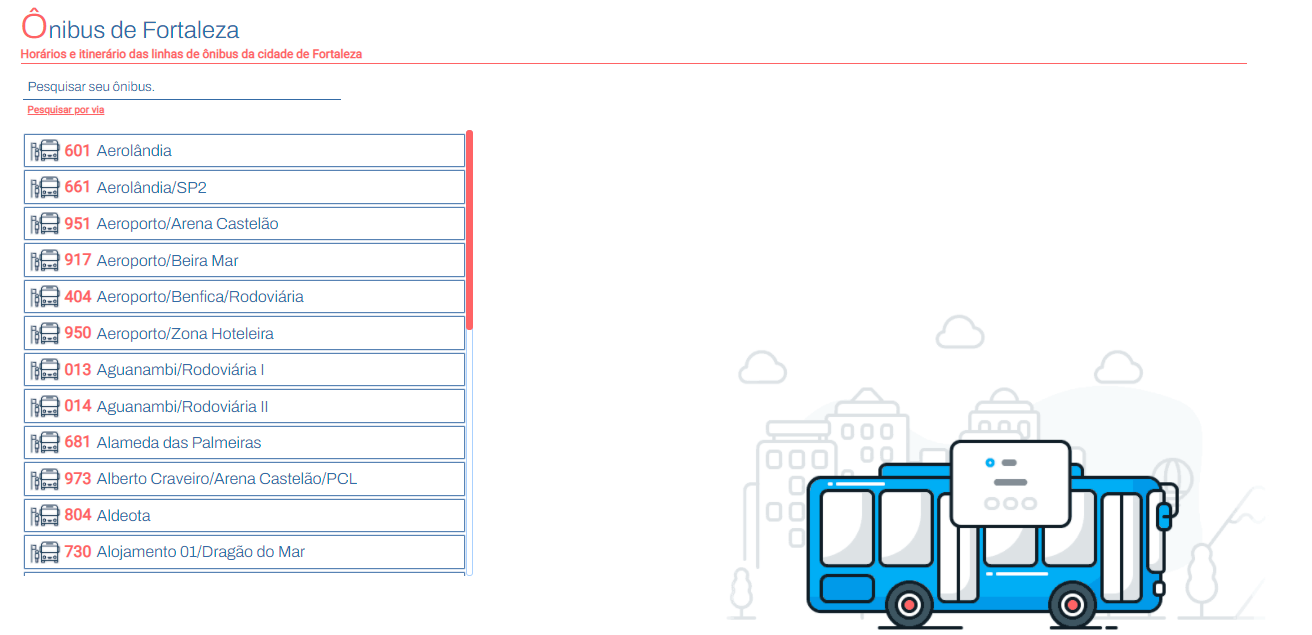 Ônibus de Fortaleza
Horários e itinerário das linhas de ônibus da cidade de Fortaleza
Pesquisar seu ônibus.
Pesquisar por via
601 Aerolândia
661 Aerolândia/SP2
951 Aeroporto/Arena Castelão
917 Aeroporto/Beira Mar
404 Aeroporto/Benfica/Rodoviária
950 Aeroporto/Zona Hoteleira
013 Aguanambi/Rodoviária I
014 Aguanambi/Rodoviária II
681 Alameda das Palmeiras
973 Alberto Craveiro/Arena Castelão/PCL
804 Aldeota
730 Alojamento 01/Dragão do Mar